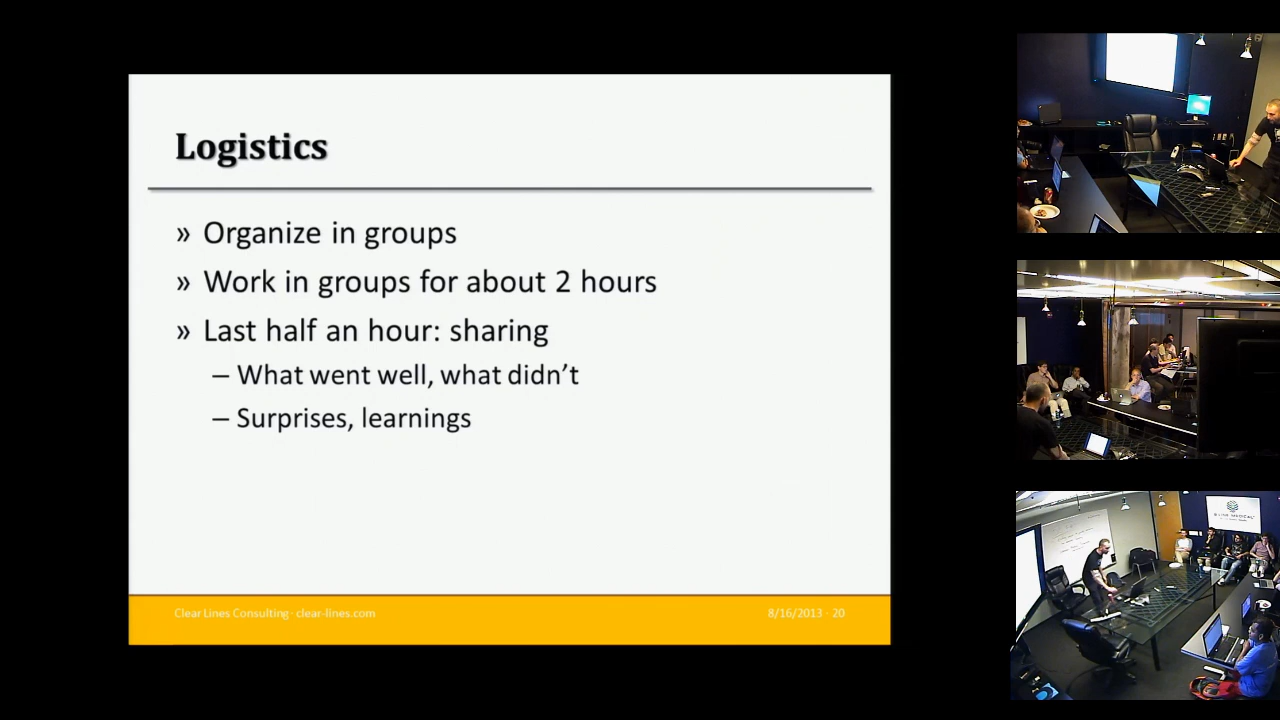 Logistics
» Organize in groups
» Work in groups for about 2 hours
» Last half an hour: sharing
– What went well, what didn’t
– Surprises, learnings
Clear Lines Consulting · clear-lines.com
8/16/2013 · 20